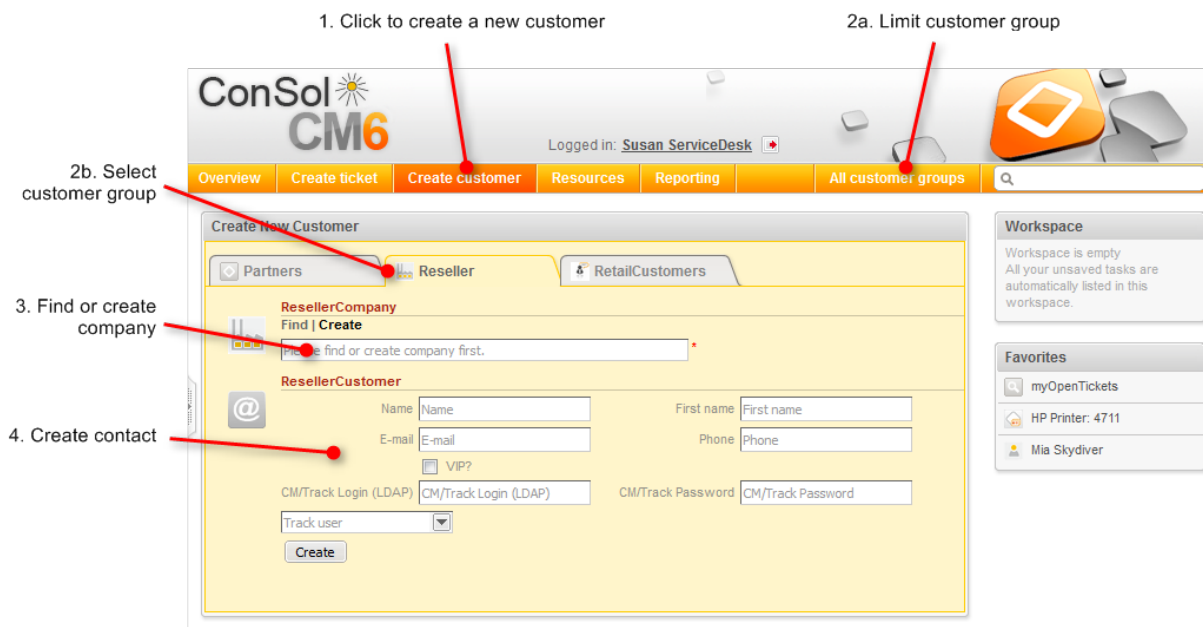 1. Click to create a new customer
2a. Limit customer group
ConSol
CM6
Logged in: Susan ServiceDesk
2b. Select
customer group
Overview Create ticket Create customer Resources Reporting All customer groups
Create New Customer
Partners Reseller RetailCustomers
3. Find or create
company
ResellerCompany
Find | Create
Please find or create company first. *
ResellerCustomer
@
Name Name First name First name
4. Create contact
E-mail E-mail Phone Phone
VIP?
CM/Track Login (LDAP) CM/Track Login (LDAP) CM/Track Password CM/Track Password
Track user
Create
Workspace
Workspace is empty
All your unsaved tasks are
automatically listed in this
workspace.
Favorites
myOpenTickets
HP Printer: 4711
Mia Skydiver